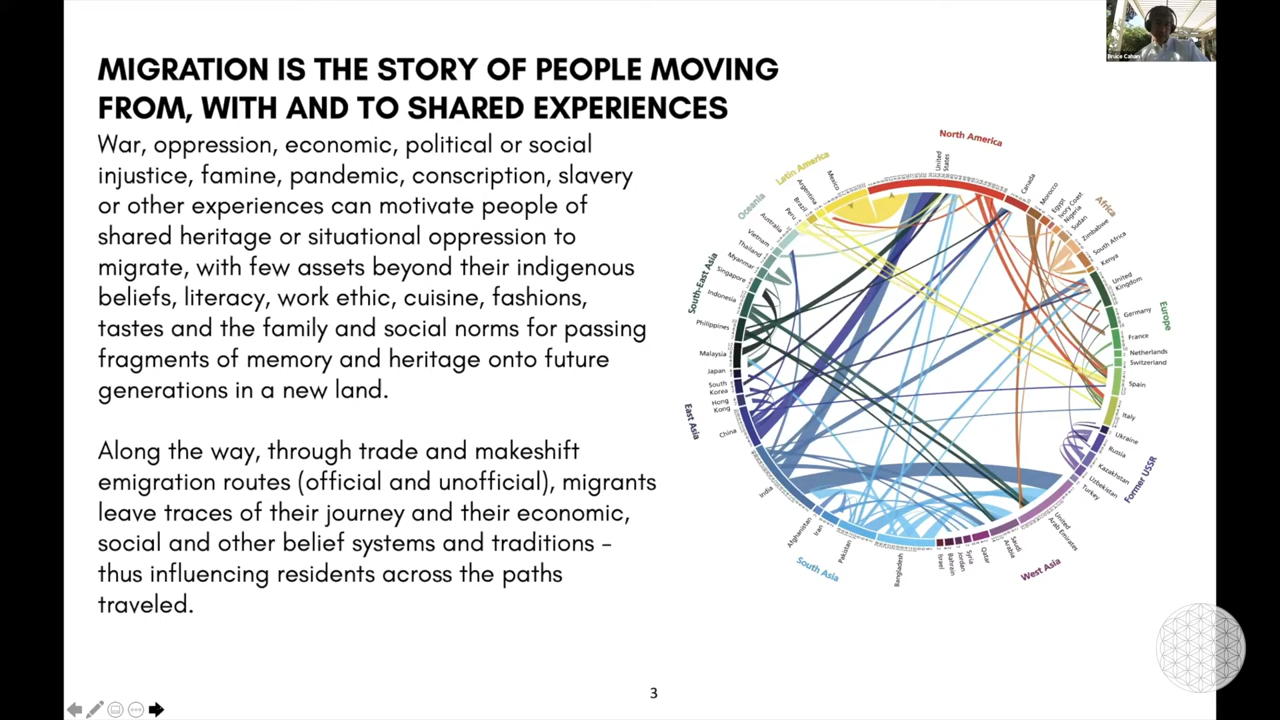 Bruce Cahan
MIGRATION IS THE STORY OF PEOPLE MOVING
FROM, WITH AND TO SHARED EXPERIENCES
War, oppression, economic, political or social
injustice, famine, pandemic, conscription, slavery
or other experiences can motivate people of
shared heritage or situational oppression to
migrate, with few assets beyond their indigenous
beliefs, literacy, work ethic, cuisine, fashions,
tastes and the family and social norms for passing
fragments of memory and heritage onto future
generations in a new land.
Along the way, through trade and makeshift
emigration routes (official and unofficial), migrants
leave traces of their journey and their economic,
social and other belief systems and traditions -
thus influencing residents across the paths
traveled.
North America
United
States
Canada
Africa
Morocco
Egypt
Ivory Coast
Nigeria
Sudan
Zimbabwe
South Africa
Kenya
Europe
United
Kingdom
Germany
France
Netherlands
Switzerland
Spain
Italy
Former USSR
Ukraine
Russia
Kazakhstan
Uzbekistan
Turkey
West Asia
United
Arab Emirates
Saudi
Arabia
Qatar
Syria
Jordan
Bahrain
Israel
South Asia
Bangladesh
Pakistan
Iran
Afghanistan
India
East Asia
China
Hong
Kong
South
Korea
Japan
South-East Asia
Malaysia
Philippines
Indonesia
Singapore
Myanmar
Thailand
Vietnam
Oceania
Australia
Latin America
Peru
Brazil
Argentina
Mexico
3